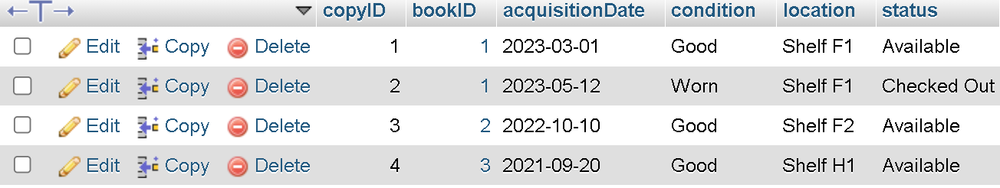 copyID bookID acquisitionDate condition location status
Edit Copy Delete 1 1 2023-03-01 Good Shelf F1 Available
Edit Copy Delete 2 1 2023-05-12 Worn Shelf F1 Checked Out
Edit Copy Delete 3 2 2022-10-10 Good Shelf F2 Available
Edit Copy Delete 4 3 2021-09-20 Good Shelf H1 Available